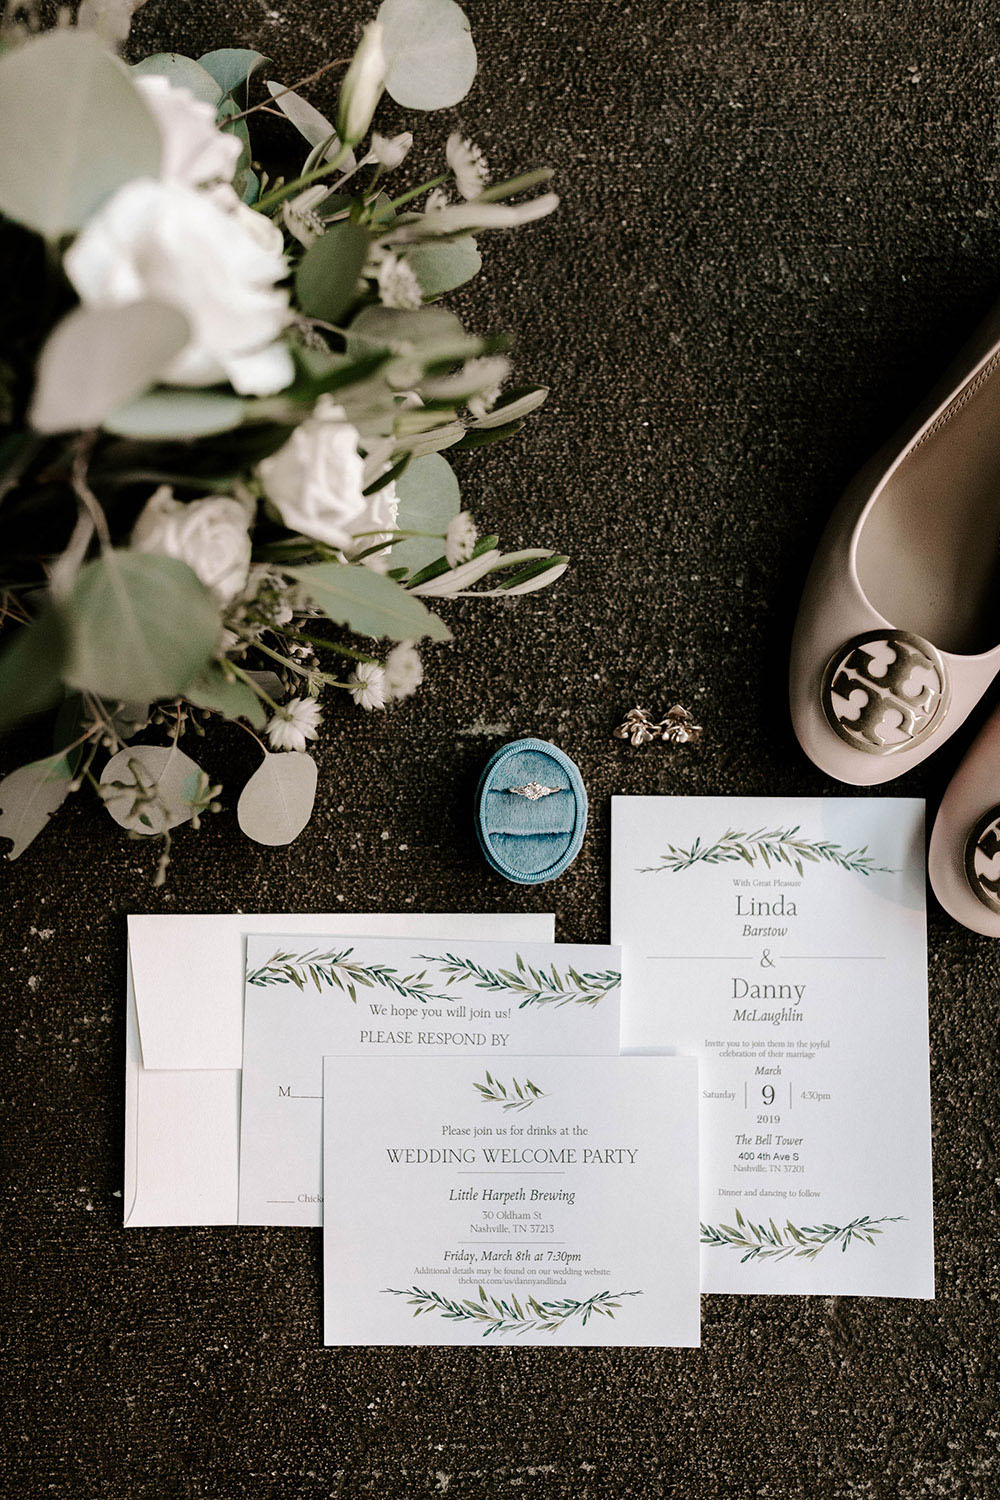 With Great Pleasure
Linda
Barstow
&
Danny
McLaughlin
Invite you to join them in the joyful
celebration of their marriage
March
Saturday 9 4:30pm
2019
The Bell Tower
400 4th Ave S
Nashville, TN 37201
Dinner and dancing to follow
We hope you will join us!
PLEASE RESPOND BY
M____
____ Chick
Please join us for drinks at the
WEDDING WELCOME PARTY
Little Harpeth Brewing
30 Oldham St
Nashville, TN 37213
Friday, March 8th at 7:30pm
Additional details may be found on our wedding website:
theknot.com/us/dannyandlinda